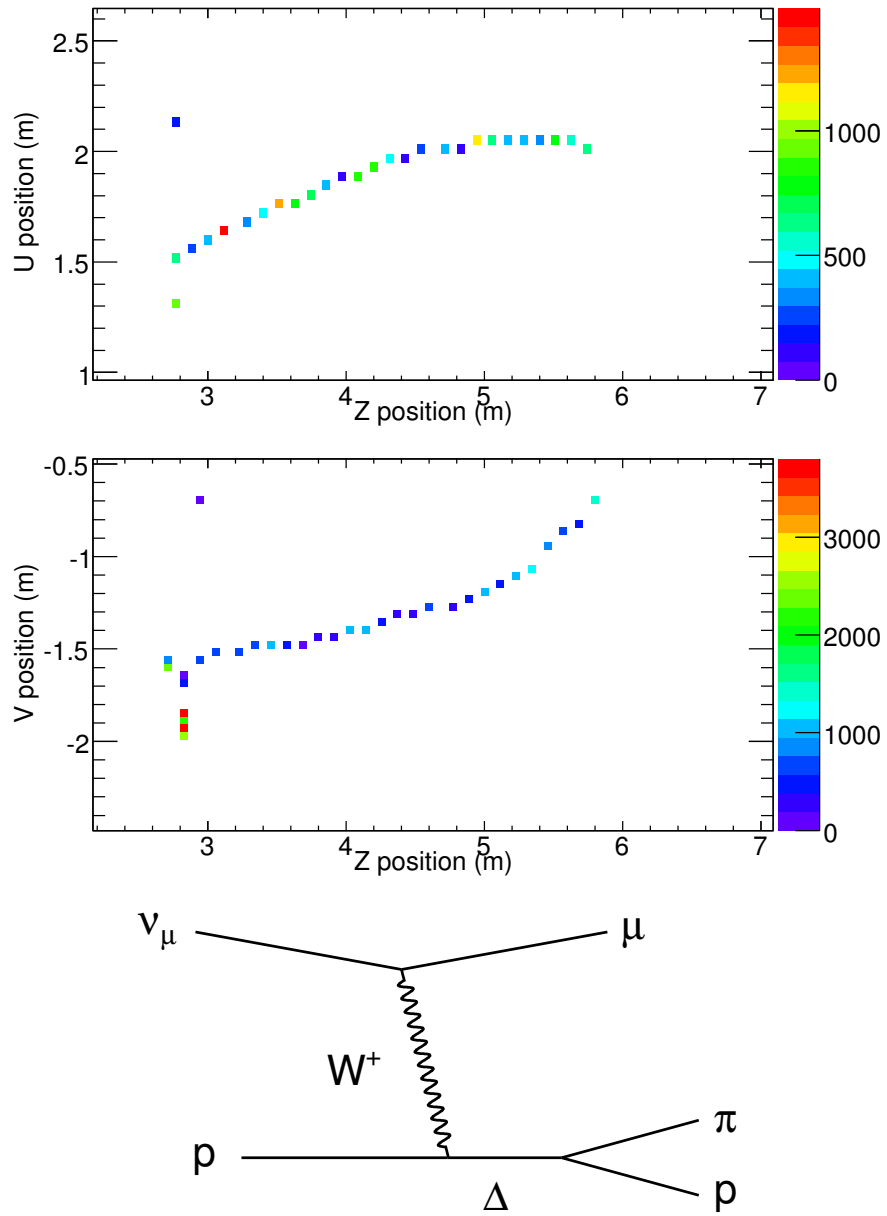 2.5
2
1.5
1
U position (m)
3 4 5 6 7
Z position (m)
1000
500
0
-0.5
-1
-1.5
-2
V position (m)
3 4 5 6 7
Z position (m)
3000
2000
1000
0
νμ
μ
W+
π
p
Δ
p